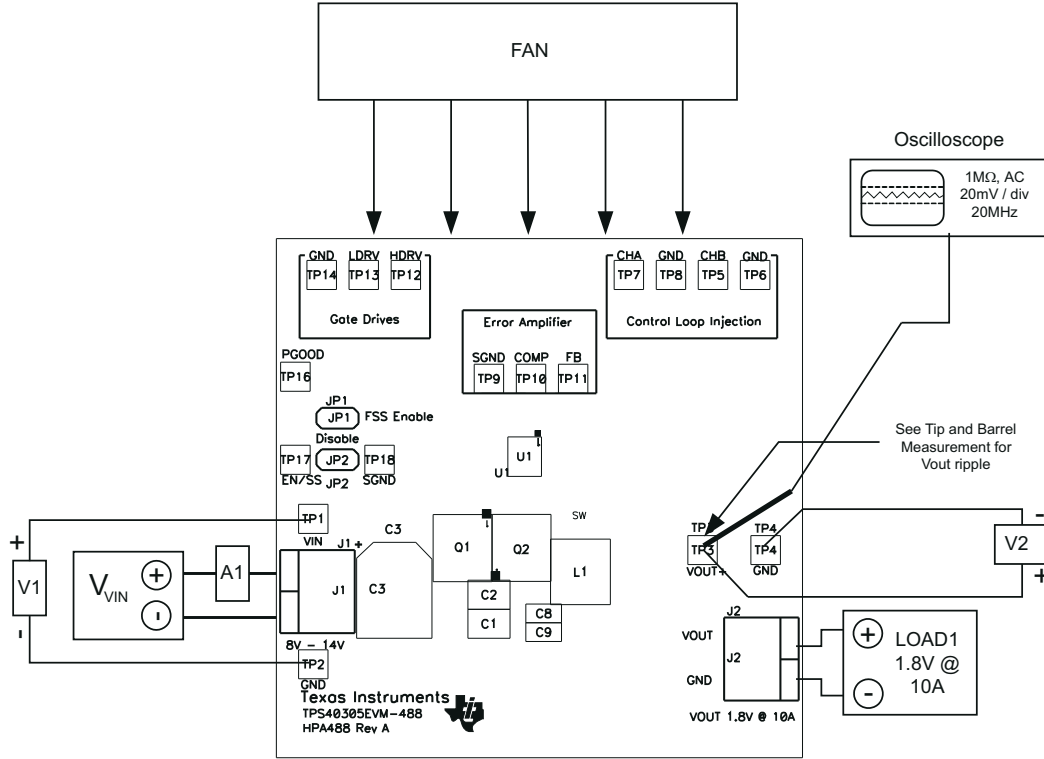 FAN
Oscilloscope
1MΩ, AC
20mV / div
20MHz
GND LDRV HDRV
TP14 TP13 TP12
Gate Drives
CHA GND CHB GND
TP7 TP8 TP5 TP6
Control Loop Injection
Error Amplifier
SGND COMP FB
TP9 TP10 TP11
PGOOD
TP16
JP1
JP1 FSS Enable
Disable
TP17 JP2 TP18
EN/SS JP2 SGND
U1
U1
See Tip and Barrel
Measurement for
Vout ripple
TP1
VIN
J1 +
C3
SW
Q1 Q2
TP4
TP3 TP4
VOUT+ GND
+ V1 -
VVIN + -
A1
J1
C3
L1
C2
C1
C8
C9
- V2 +
8V - 14V
TP2
GND
J2
VOUT
J2
GND
VOUT 1.8V @ 10A
+ -
LOAD1
1.8V @
10A
Texas Instruments
TPS40305EVM-488
HPA488 Rev A